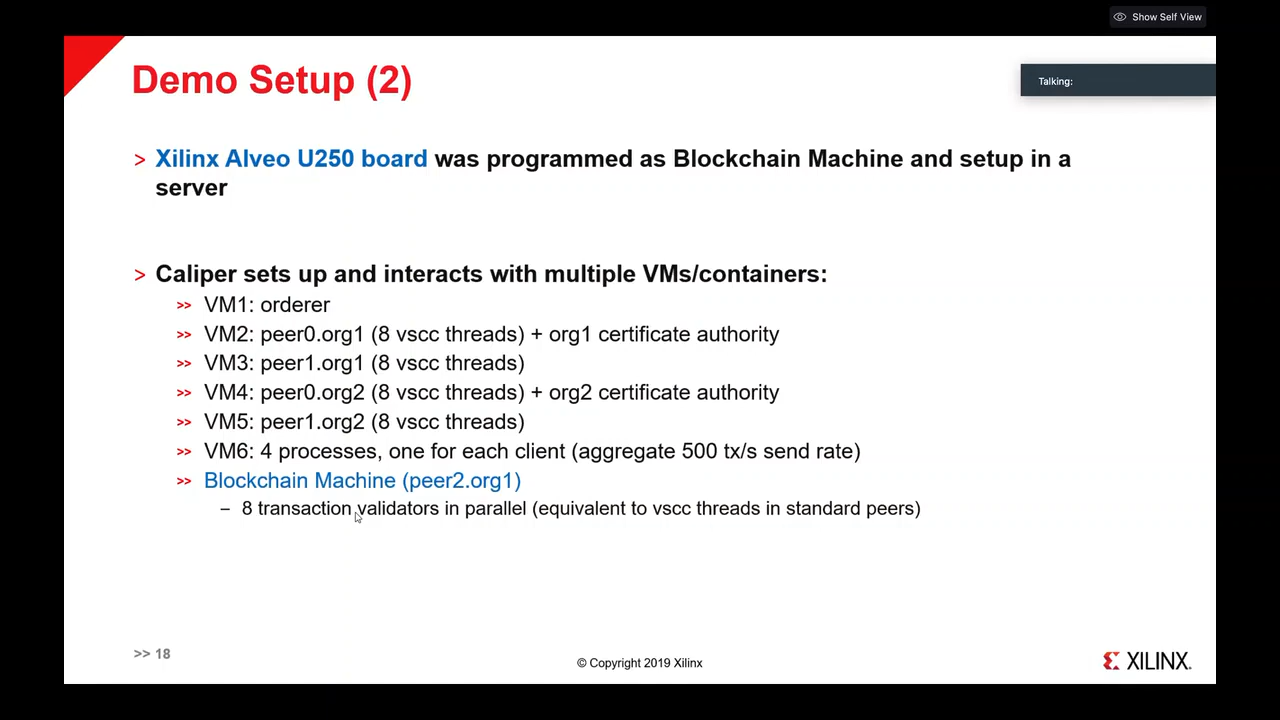 Show Self View
Demo Setup (2)
Talking:
> Xilinx Alveo U250 board was programmed as Blockchain Machine and setup in a
server
> Caliper sets up and interacts with multiple VMs/containers:
>> VM1: orderer
>> VM2: peer0.org1 (8 vscc threads) + org1 certificate authority
>> VM3: peer1.org1 (8 vscc threads)
>> VM4: peer0.org2 (8 vscc threads) + org2 certificate authority
>> VM5: peer1.org2 (8 vscc threads)
>> VM6: 4 processes, one for each client (aggregate 500 tx/s send rate)
>> Blockchain Machine (peer2.org1)
– 8 transaction validators in parallel (equivalent to vscc threads in standard peers)
>> 18
© Copyright 2019 Xilinx
XILINX.